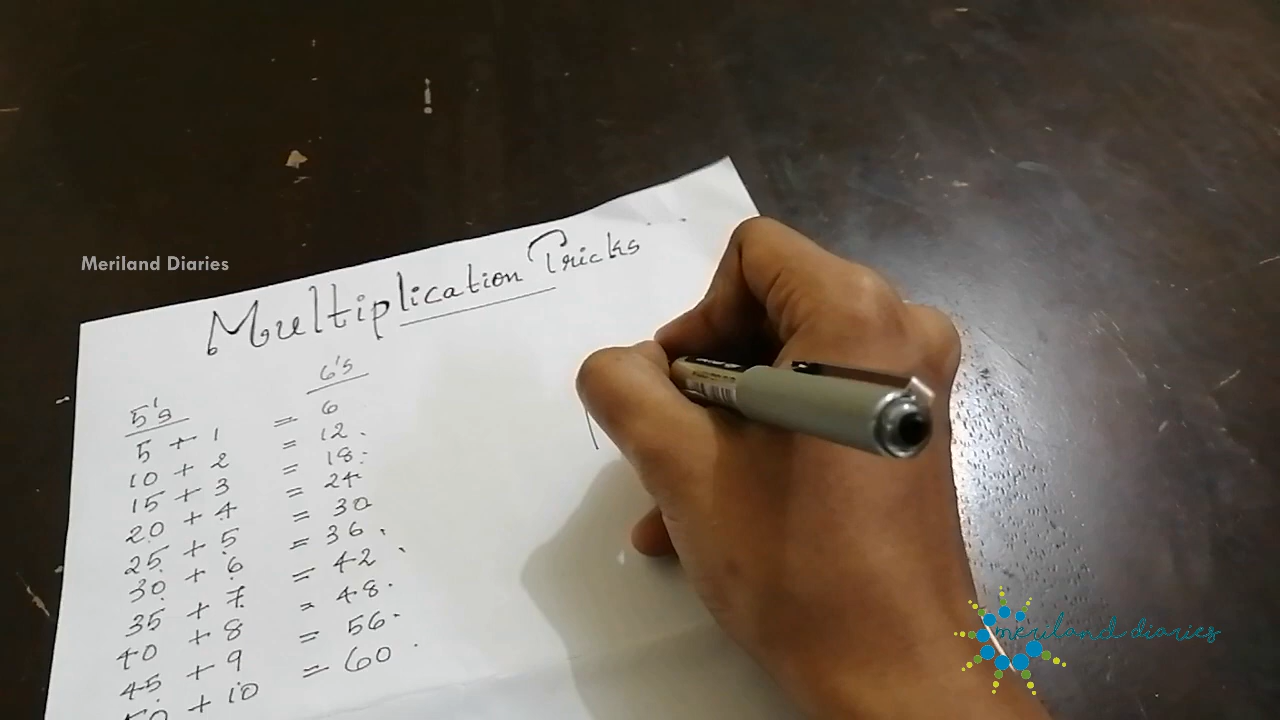 Meriland Diaries
Multiplication Tricks
5's 6's
5 + 1 = 6
10 + 2 = 12
15 + 3 = 18
20 + 4 = 24
25 + 5 = 30
30 + 6 = 36
35 + 7 = 42
40 + 8 = 48
45 + 9 = 56
50 + 10 = 60
meriland diaries